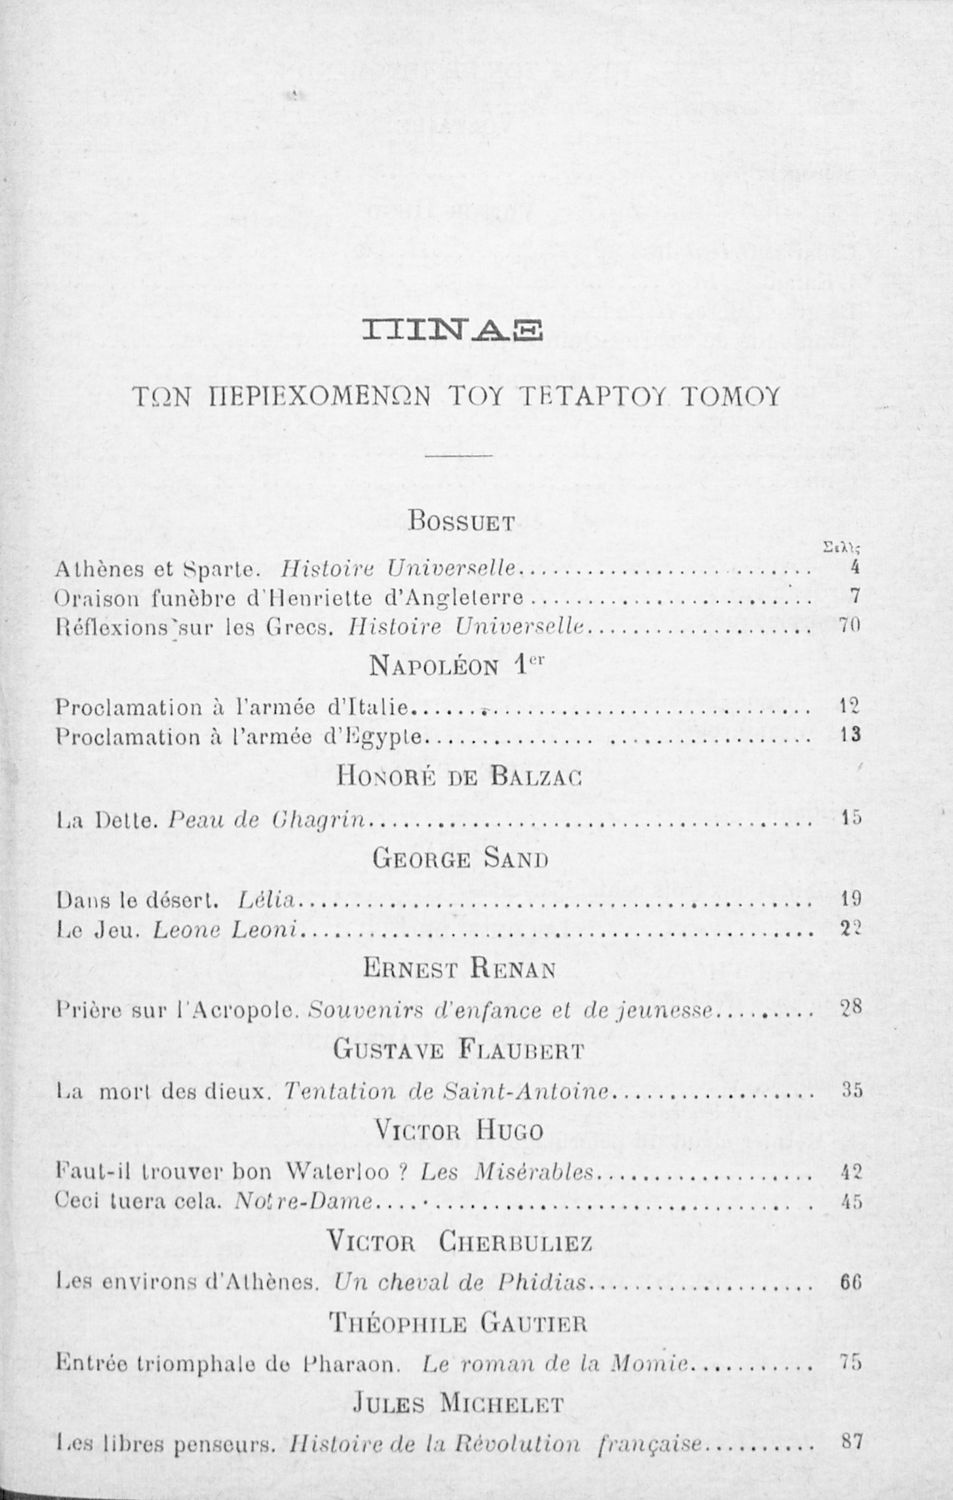 ΠΙΝΑΞ
ΤΩΝ ΠΕΡΙΕΧΟΜΕΝΩΝ ΤΟΥ ΤΕΤΑΡΤΟΥ ΤΟΜΟΥ
BOSSUET
Σελίς
Athènes et Sparte. Histoire Universelle.......................... 4
Oraison funèbre d'Henriette d'Angleterre......................... 7
Réflexions sur les Grecs. Histoire Universelle.................... 70
NAPOLÉON 1er
Proclamation à l'armée d'Italie.................................. 12
Proclamation à l'armée d'Egypte................................. 13
HONORÉ DE BALZAC
La Dette. Peau de Chagrin....................................... 15
GEORGE SAND
Dans le désert. Lélia............................................. 19
Le Jeu. Leone Leoni............................................. 22
ERNEST RENAN
Prière sur l'Acropole. Souvenirs d'enfance et de jeunesse......... 28
GUSTAVE FLAUBERT
La mort des dieux. Tentation de Saint-Antoine.................. 35
VICTOR HUGO
Faut-il trouver bon Waterloo ? Les Misérables................... 42
Ceci tuera cela. Notre-Dame..................................... 45
VICTOR CHERBULIEZ
Les environs d'Athènes. Un cheval de Phidias.................... 66
THÉOPHILE GAUTIER
Entrée triomphale de Pharaon. Le roman de la Momie........... 75
JULES MICHELET
Les libres penseurs. Histoire de la Révolution française.......... 87